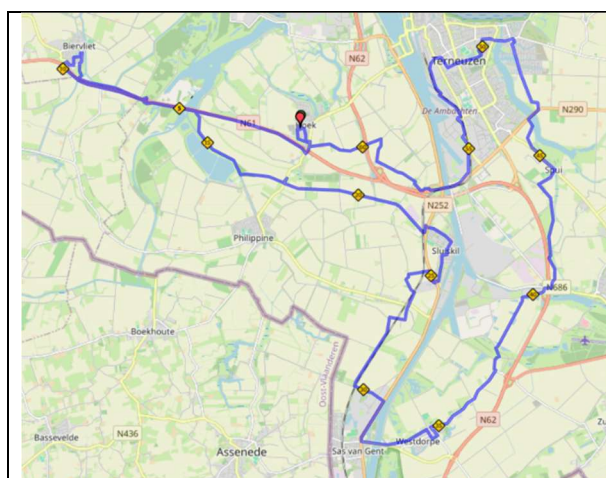 Biervliet
N62
Terneuzen
De Ambachten
N290
N61
Spui
N252
Philippine
Sluiskil
N686
Boekhoute
Oost-Vlaanderen
N436
Bassevelde
Assenede
Sas van Gent
Westdorpe
N62